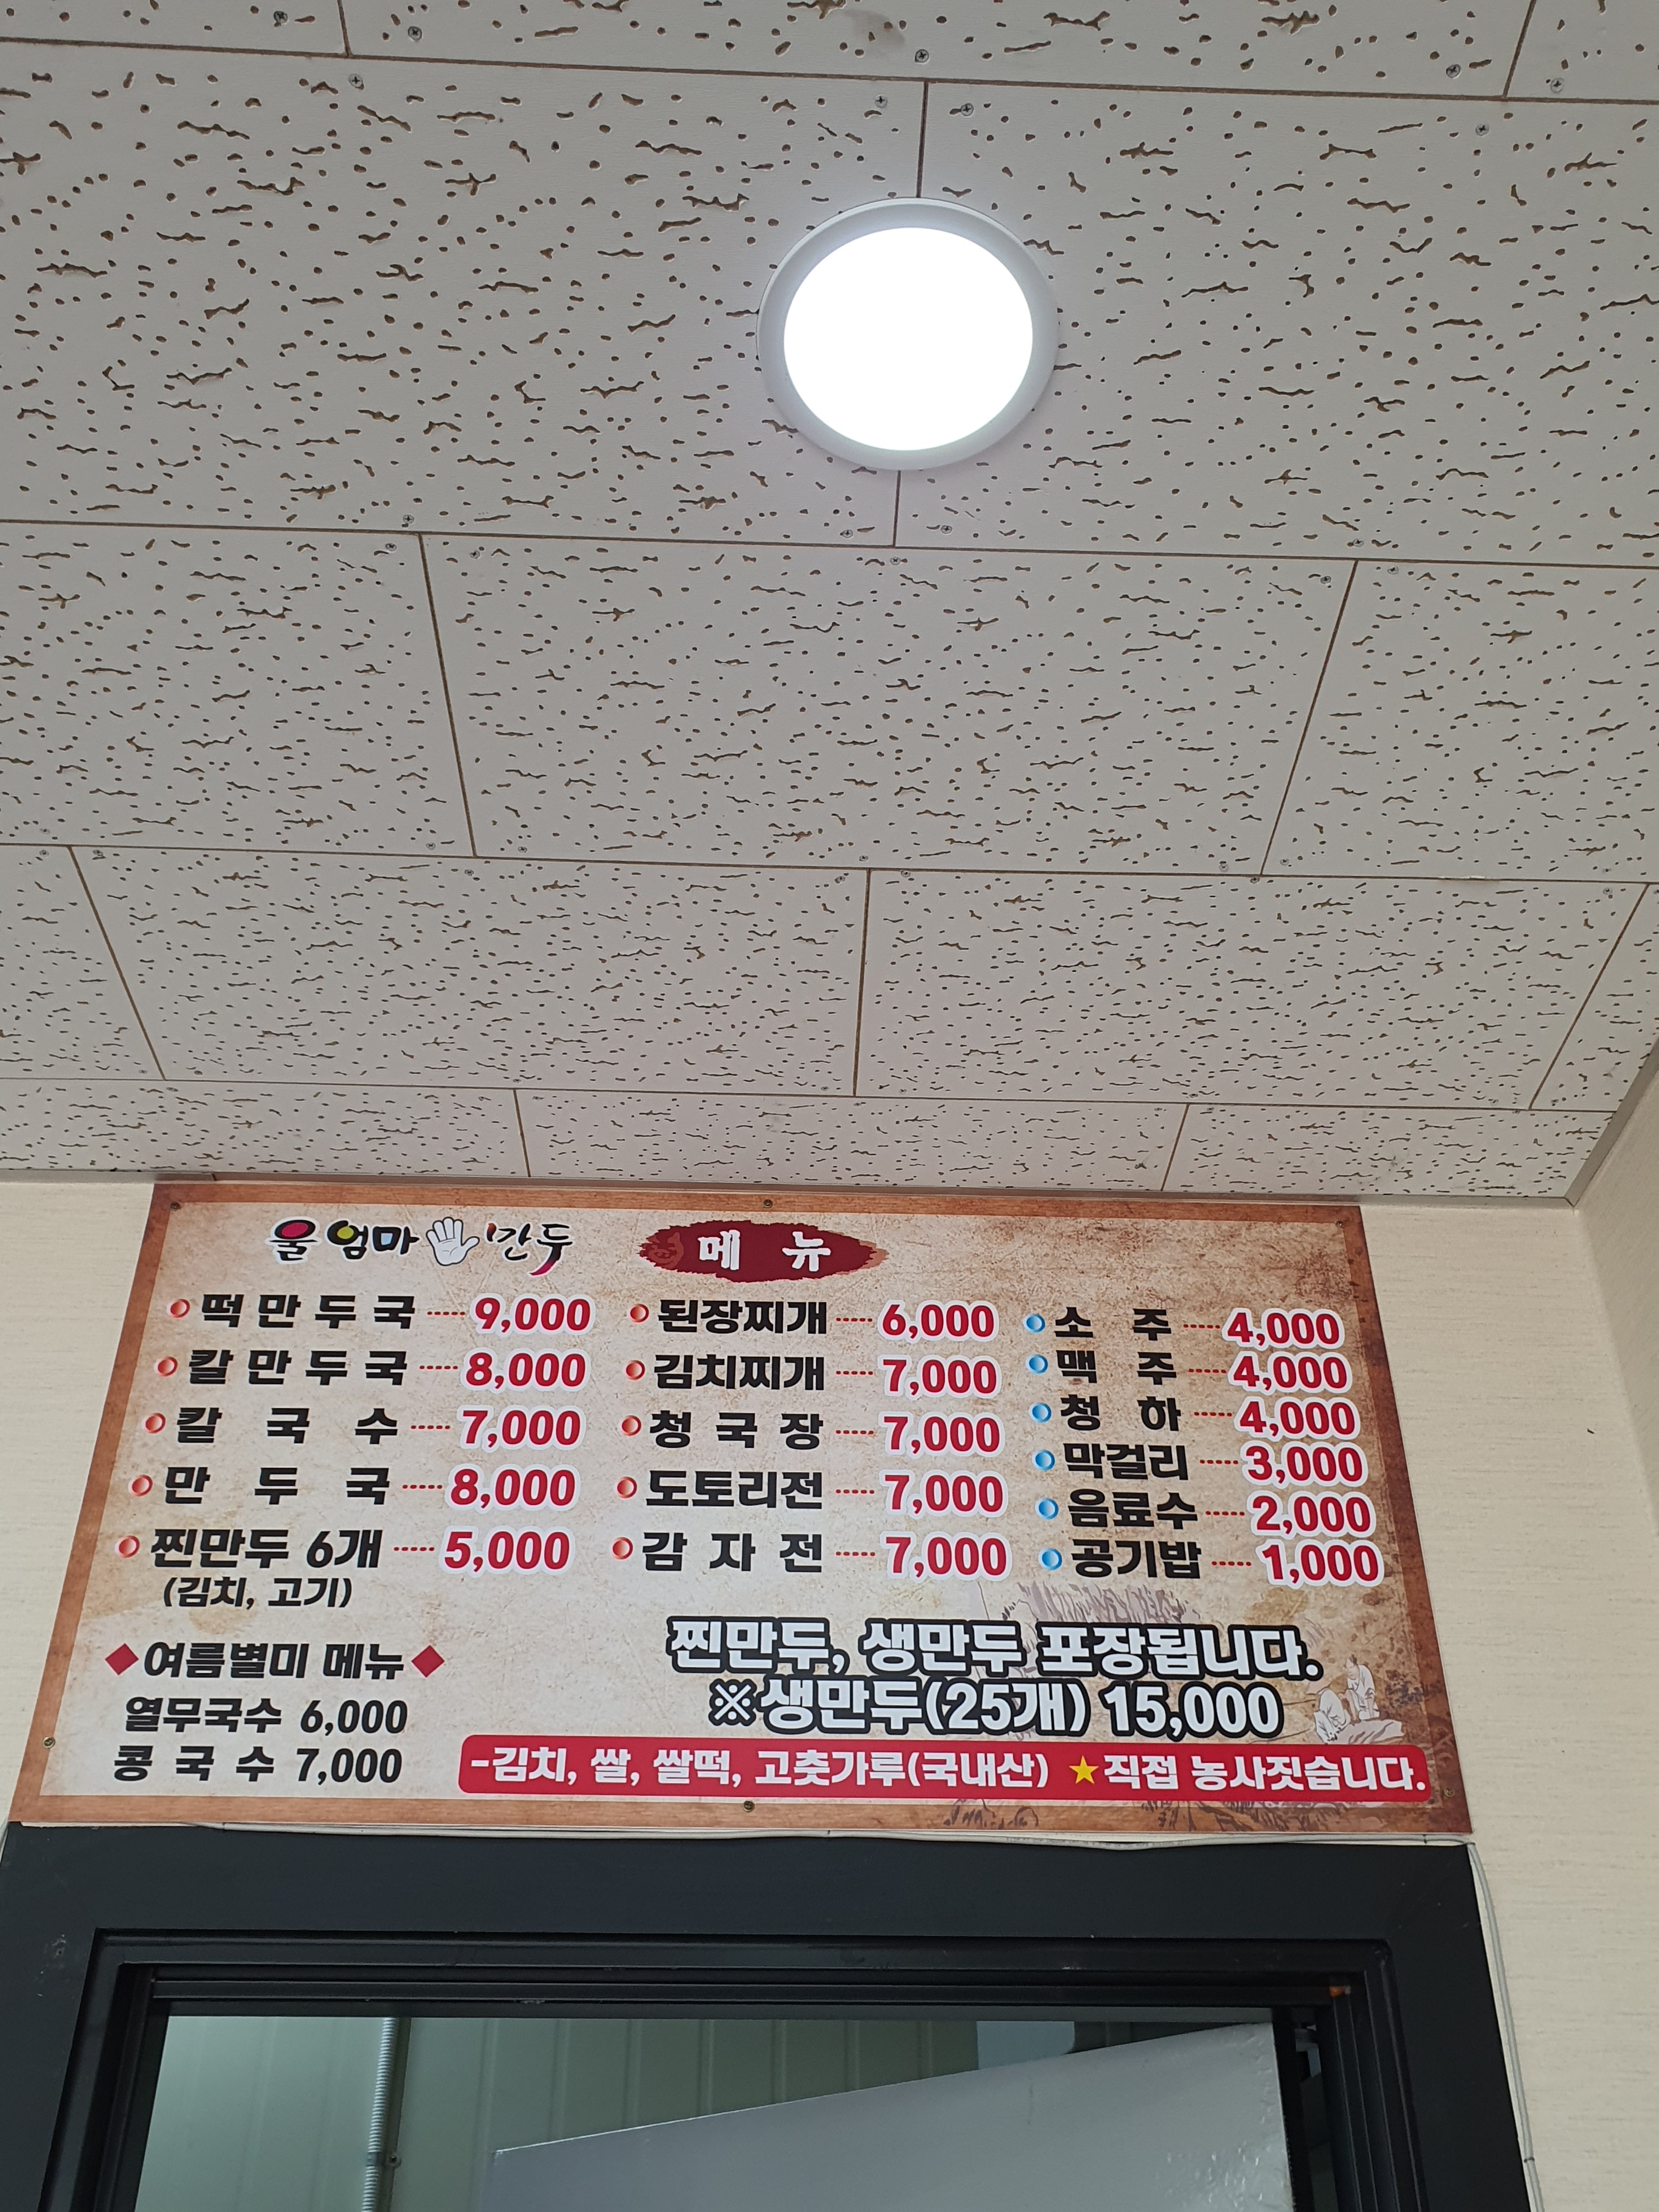 울엄마 깐두
메 뉴
떡 만 두 국 ····· 9,000
칼 만 두 국 ····· 8,000
칼 국 수 ····· 7,000
만 두 국 ····· 8,000
찐만두 6개 ····· 5,000
(김치, 고기)
된장찌개 ····· 6,000
김치찌개 ····· 7,000
청 국 장 ····· 7,000
도토리전 ····· 7,000
감 자 전 ····· 7,000
소 주 ····· 4,000
맥 주 ····· 4,000
청 하 ····· 4,000
막걸리 ····· 3,000
음료수 ····· 2,000
공기밥 ····· 1,000
◆여름별미 메뉴◆
열무국수 6,000
콩 국 수 7,000
찐만두, 생만두 포장됩니다.
※생만두(25개) 15,000
-김치, 쌀, 쌀떡, 고춧가루(국내산) ★직접 농사짓습니다.